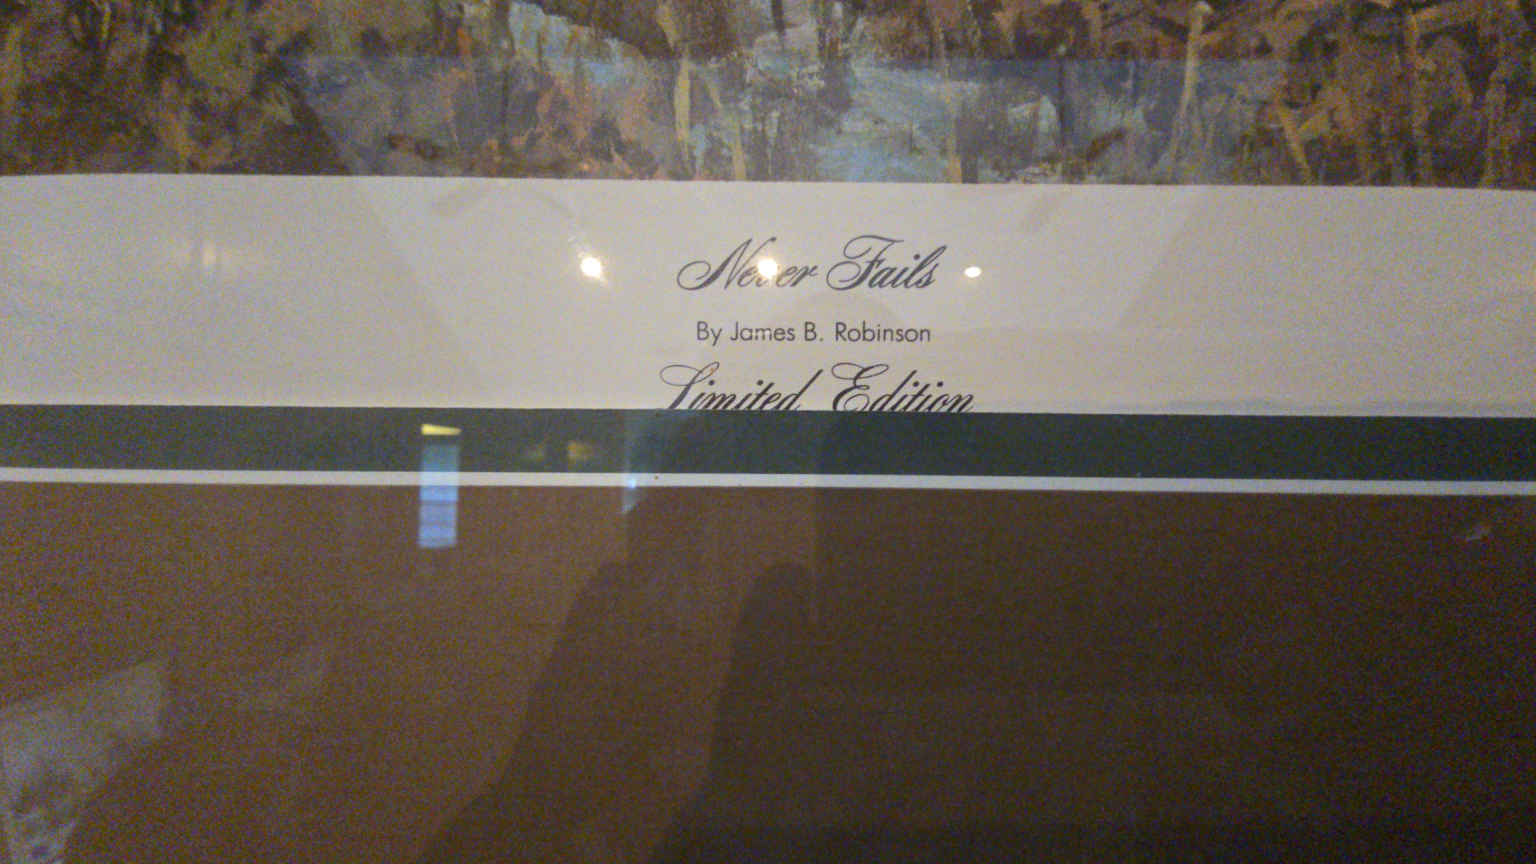 Never Fails
By James B. Robinson
Limited Edition